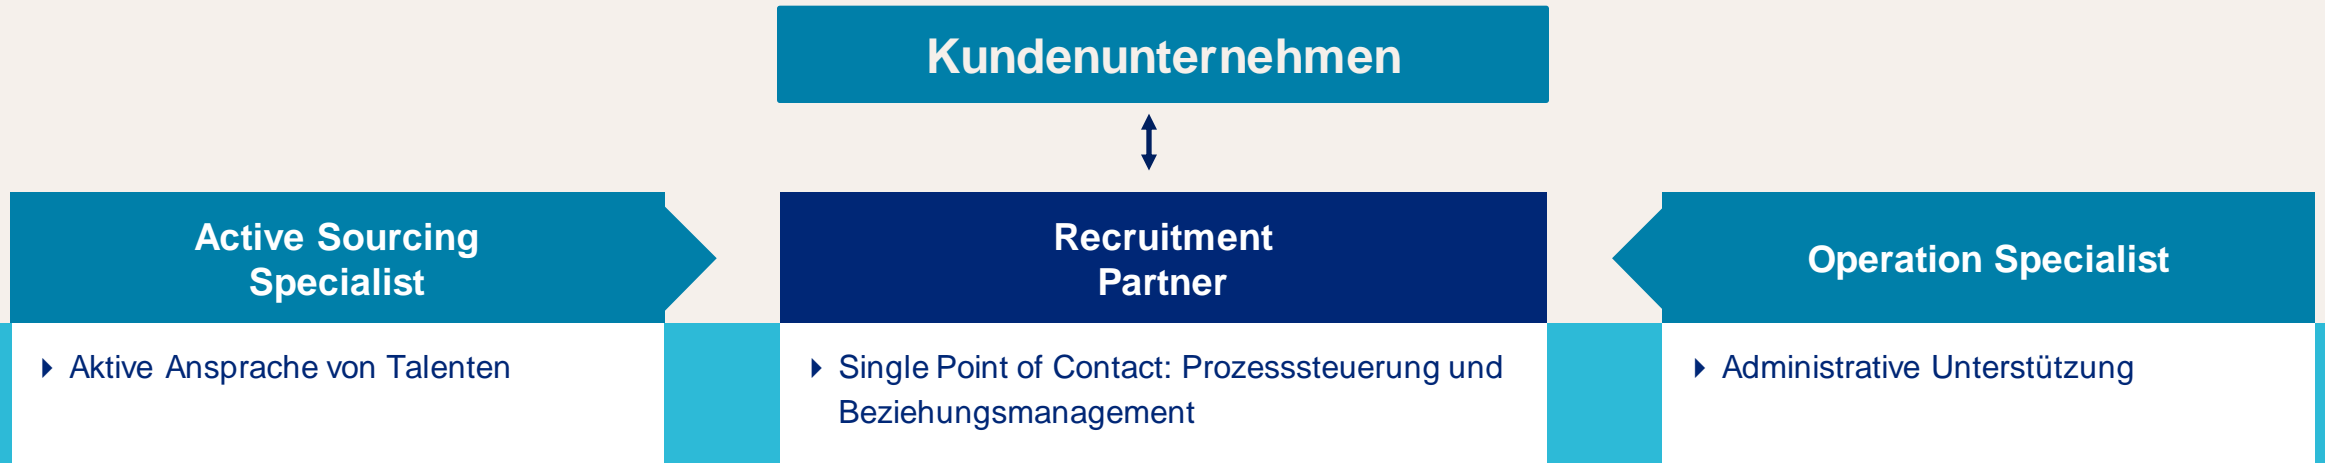 Kundenunternehmen
Active Sourcing
Specialist
Recruitment
Partner
Operation Specialist
Aktive Ansprache von Talenten
Single Point of Contact: Prozesssteuerung und
Beziehungsmanagement
Administrative Unterstützung